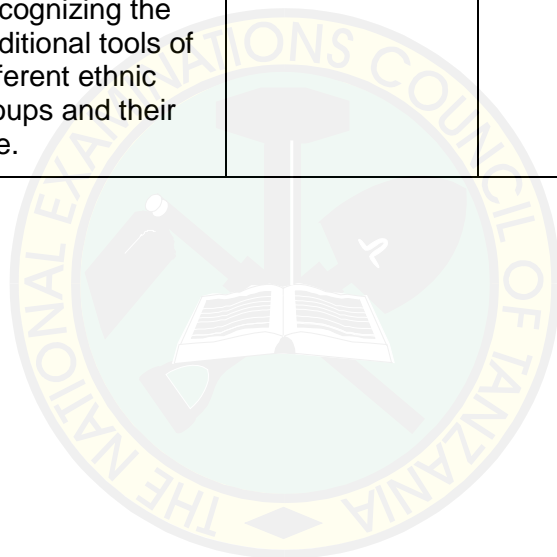 cognizing the
ditional tools of
ferent ethnic
oups and their
e.
THE NATIONAL EXAMINATIONS COUNCIL OF TANZANIA